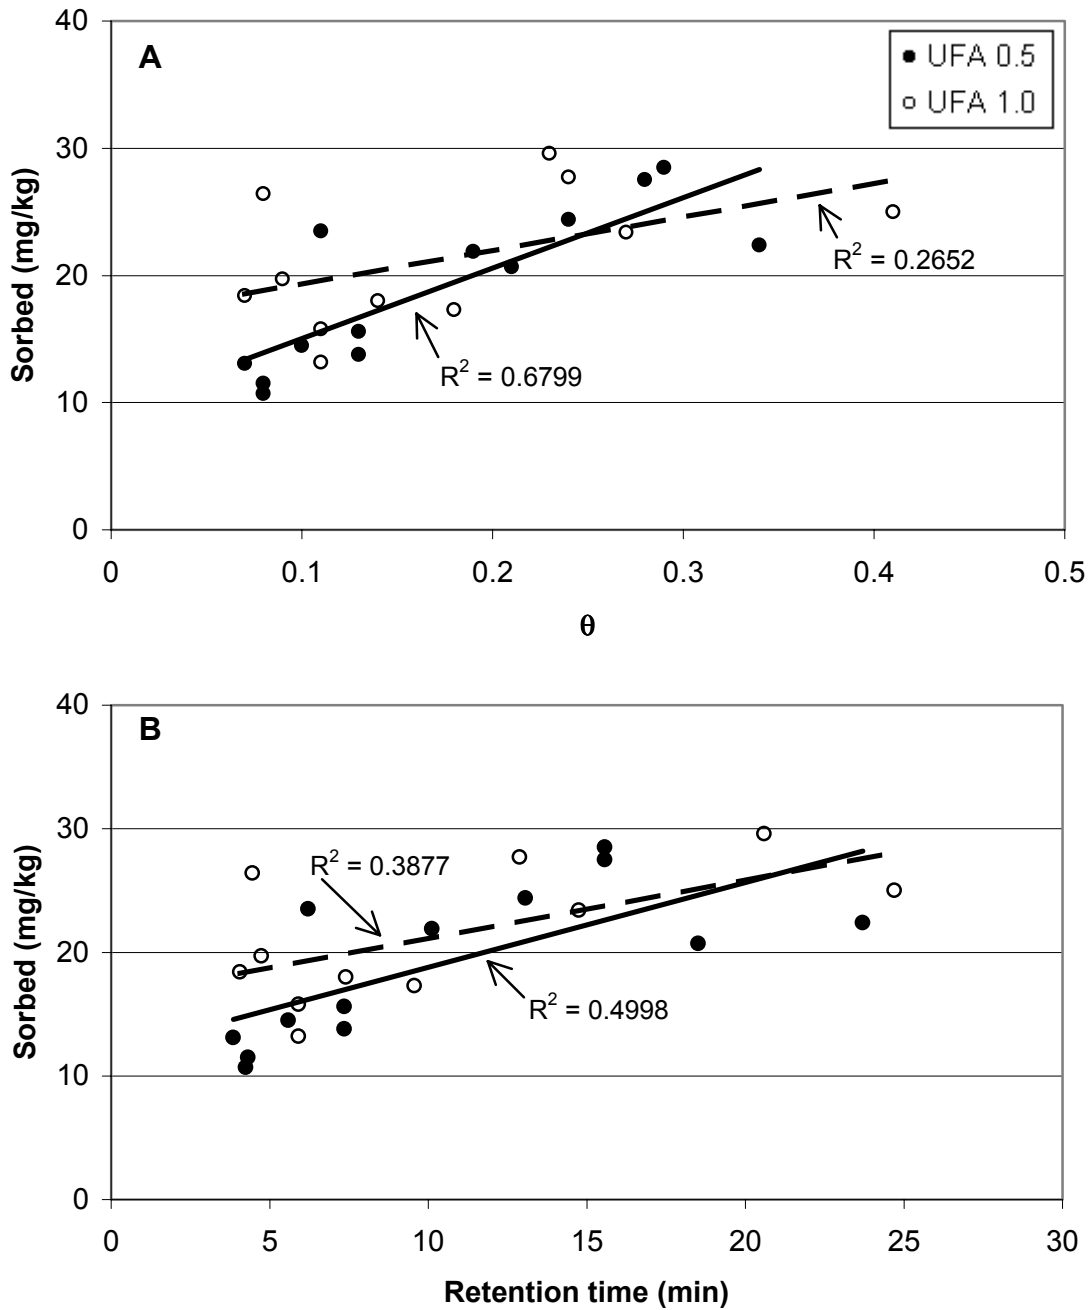 40
A
UFA 0.5
UFA 1.0
30
Sorbed (mg/kg)
R² = 0.2652
20
R² = 0.6799
10
0
0 0.1 0.2 0.3 0.4 0.5
θ
40
B
30
R² = 0.3877
Sorbed (mg/kg)
20
R² = 0.4998
10
0
0 5 10 15 20 25 30
Retention time (min)